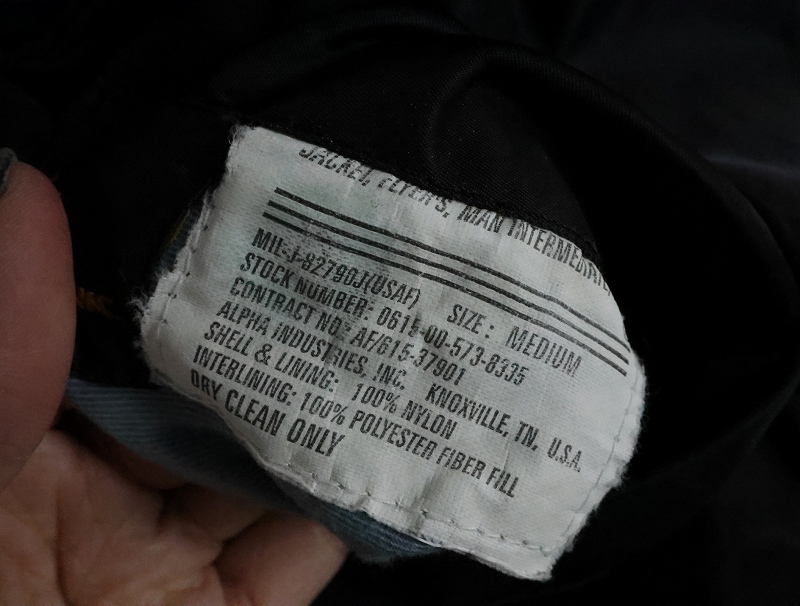 JACKET, FLYER'S, MAN INTERMEDIATE
MIL-J-82790J(USAF) SIZE: MEDIUM
STOCK NUMBER: 0615-00-573-8335
CONTRACT NO: AF/615-37901
ALPHA INDUSTRIES, INC. KNOXVILLE, TN. U.S.A.
SHELL & LINING: 100% NYLON
INTERLINING: 100% POLYESTER FIBER FILL
DRY CLEAN ONLY